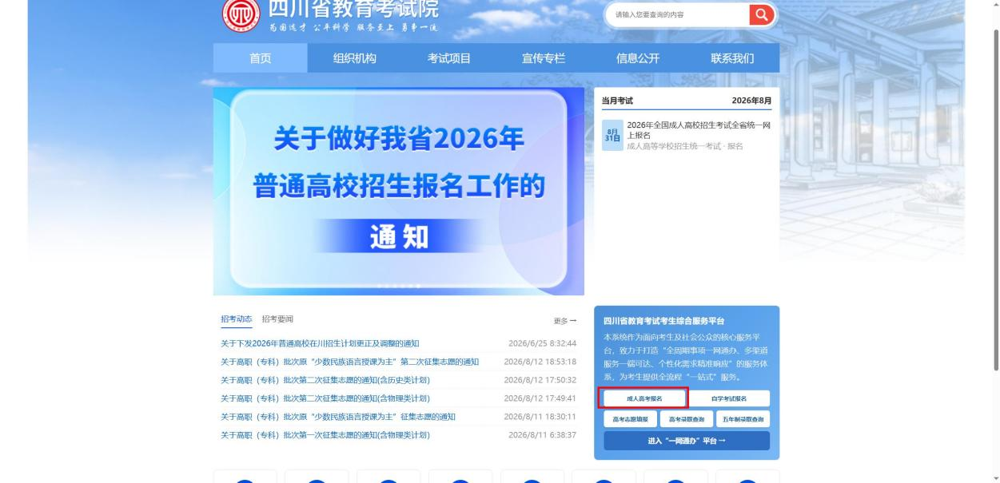 四川省教育考试院
为国选才 公平科学 服务至上 勇争一流
请输入您要查询的内容
首页
组织机构
考试项目
宣传专栏
信息公开
联系我们
关于做好我省2026年
普通高校招生报名工作的
通知
当月考试
2026年8月
8月
31日
2026年全国成人高校招生考试全省统一网
上报名
成人高等学校招生统一考试 · 报名
招考动态
招考要闻
更多→
关于下发2026年普通高校在川招生计划更正及调整的通知
2026/6/25 8:32:44
关于高职（专科）批次原“少数民族语言授课为主”第二次征集志愿的通知
2026/8/12 18:53:18
关于高职（专科）批次第二次征集志愿的通知(含历史类计划)
2026/8/12 17:50:32
关于高职（专科）批次第二次征集志愿的通知(含物理类计划)
2026/8/12 17:49:41
关于高职（专科）批次原“少数民族语言授课为主”征集志愿的通知
2026/8/11 18:30:11
关于高职（专科）批次第一次征集志愿的通知(含物理类计划)
2026/8/11 6:38:37
四川省教育考试考生综合服务平台
本系统作为面向考生及社会公众的核心服务平
台，致力于打造“全周期事项一网通办、多渠道
服务一端可达、个性化需求精准响应”的服务体
系，为考生提供全流程“一站式”服务。
成人高考报名
自学考试报名
高考志愿填报
高考录取查询
五年制录取查询
进入“一网通办”平台→